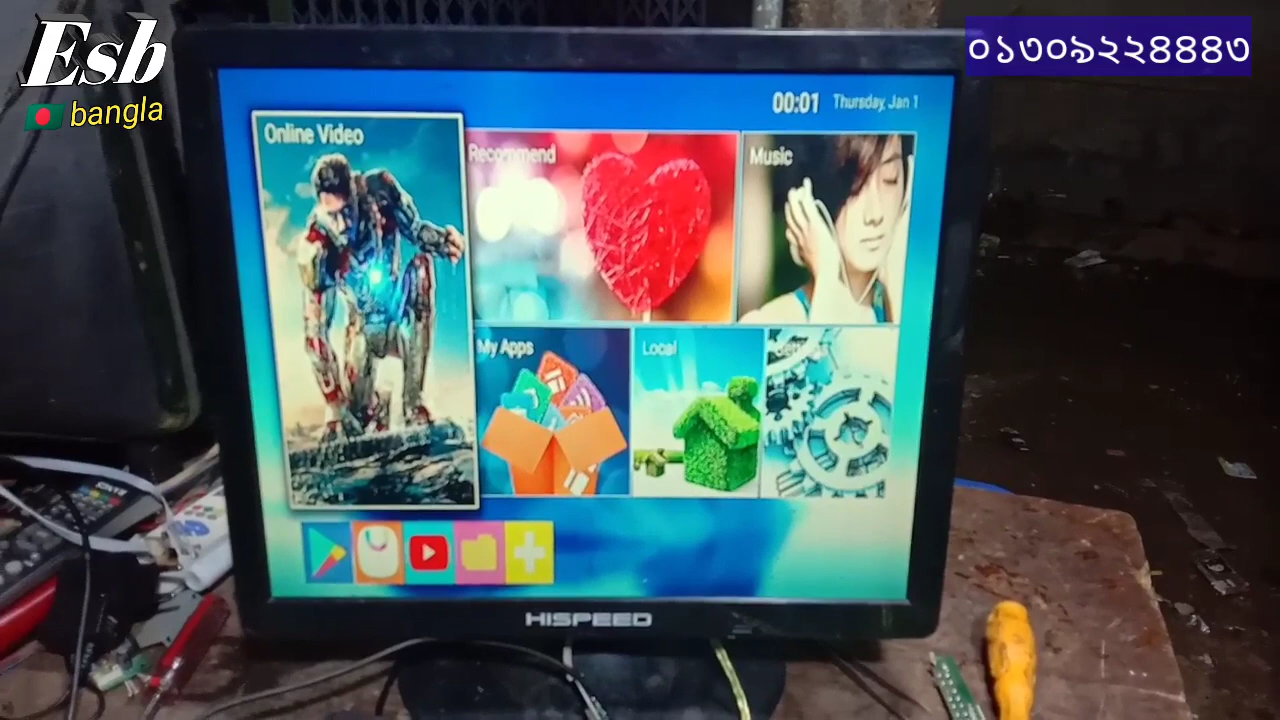 Esb
bangla
০১৩০৯২২৪৪৪৩
00:01 Thursday, Jan 1
Online Video
Recommend
Music
My Apps
Local
HISPEED